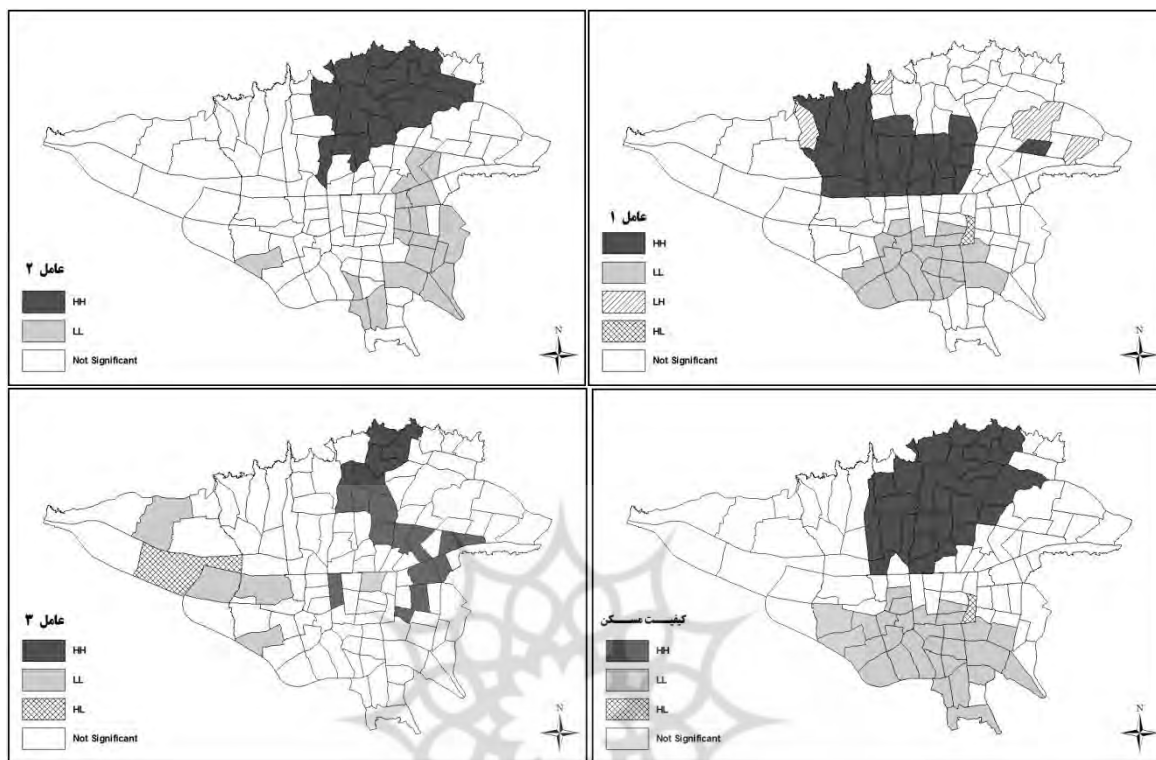 عامل ۲
HH
LL
Not Significant
N
عامل ۱
HH
LL
LH
HL
Not Significant
N
عامل ۳
HH
LL
HL
Not Significant
N
کیفیت مسکن
HH
LL
HL
Not Significant
N